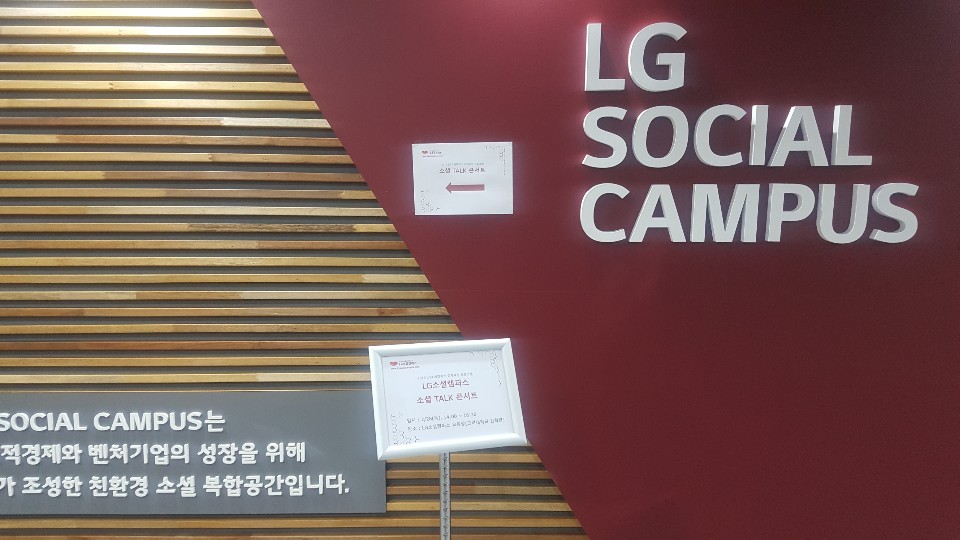 LG
SOCIAL
CAMPUS
소셜 TALK 콘서트
LG소셜캠퍼스
소셜 TALK 콘서트
SOCIAL CAMPUS는
적경제와 벤처기업의 성장을 위해
가 조성한 친환경 소셜 복합공간입니다.